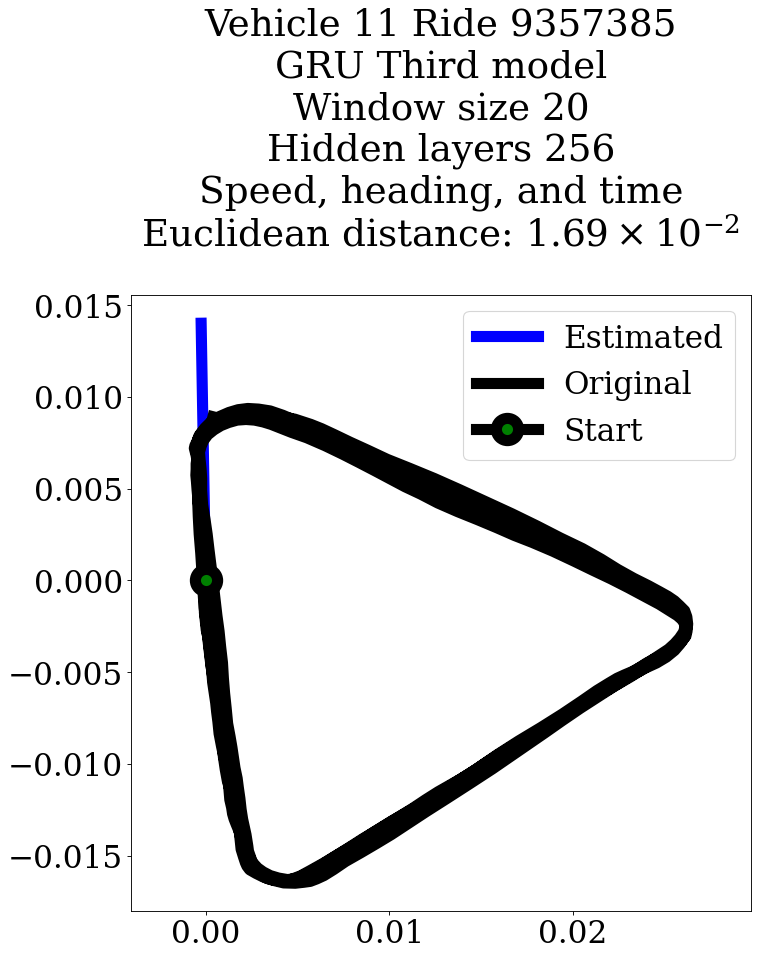 Vehicle 11 Ride 9357385
GRU Third model
Window size 20
Hidden layers 256
Speed, heading, and time
Euclidean distance: 1.69 × 10⁻²
0.015
0.010
0.005
0.000
−0.005
−0.010
−0.015
Estimated
Original
Start
0.00 0.01 0.02